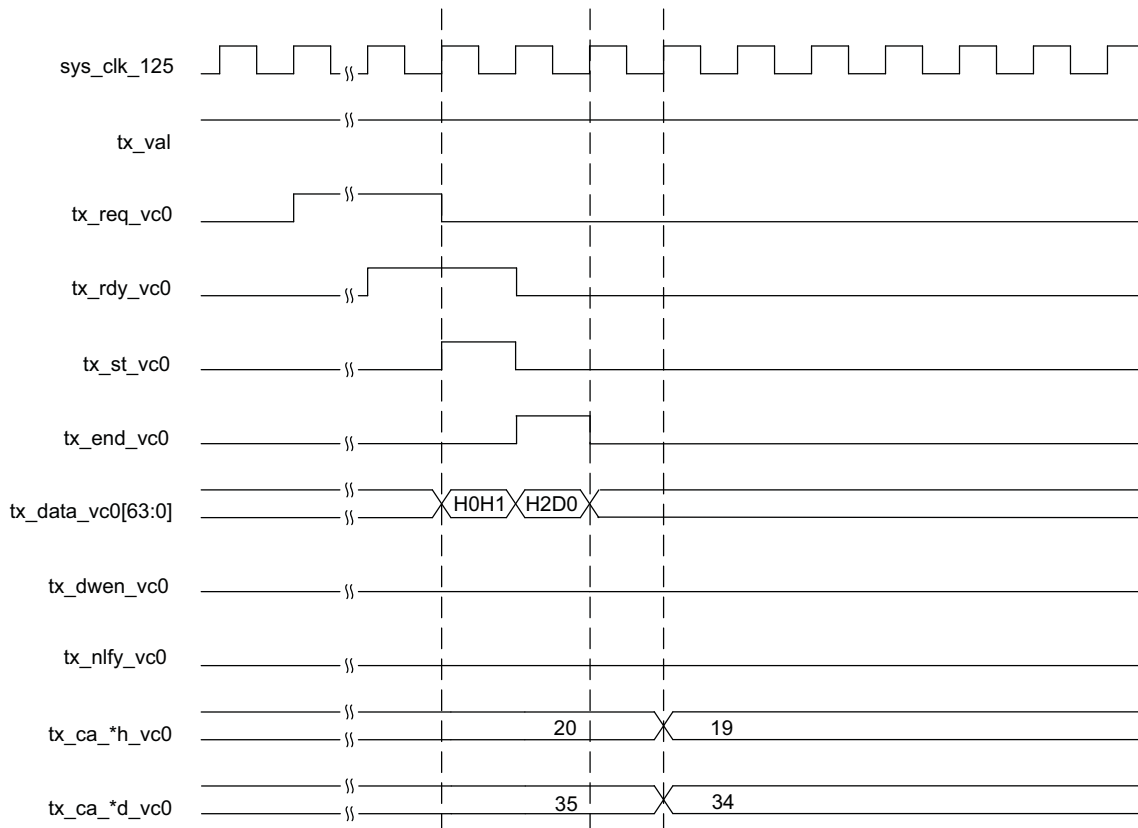 sys_clk_125
tx_val
tx_req_vc0
tx_rdy_vc0
tx_st_vc0
tx_end_vc0
tx_data_vc0[63:0] H0H1 H2D0
tx_dwen_vc0
tx_nlfy_vc0
tx_ca_*h_vc0 20 19
tx_ca_*d_vc0 35 34